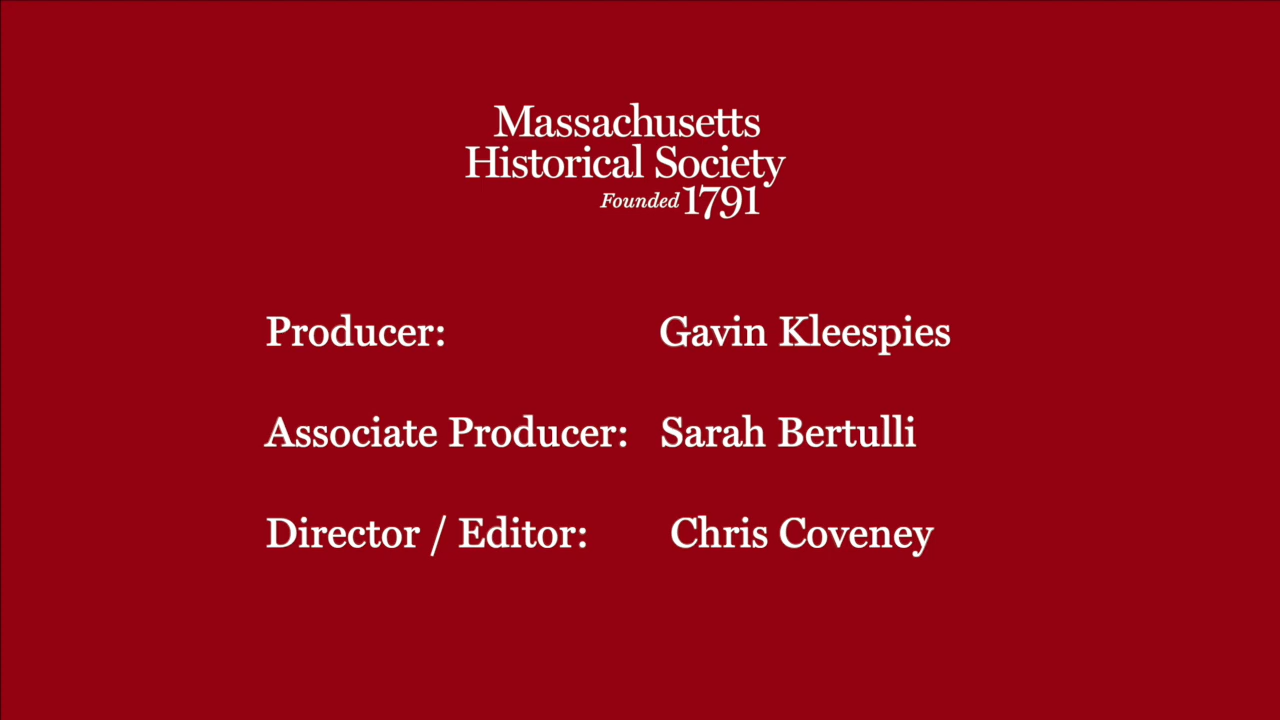 Massachusetts
Historical Society
Founded 1791
Producer: Gavin Kleespies
Associate Producer: Sarah Bertulli
Director / Editor: Chris Coveney